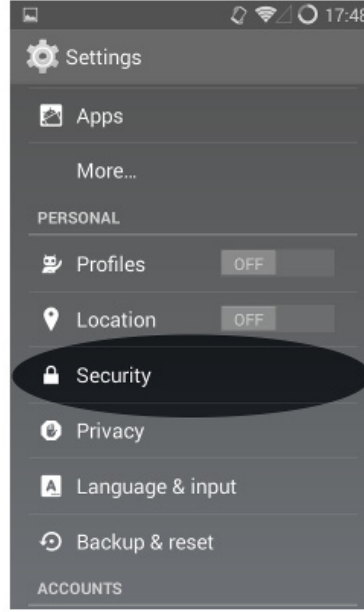 17:48
Settings
Apps
More...
PERSONAL
Profiles OFF
Location OFF
Security
Privacy
A Language & input
Backup & reset
ACCOUNTS